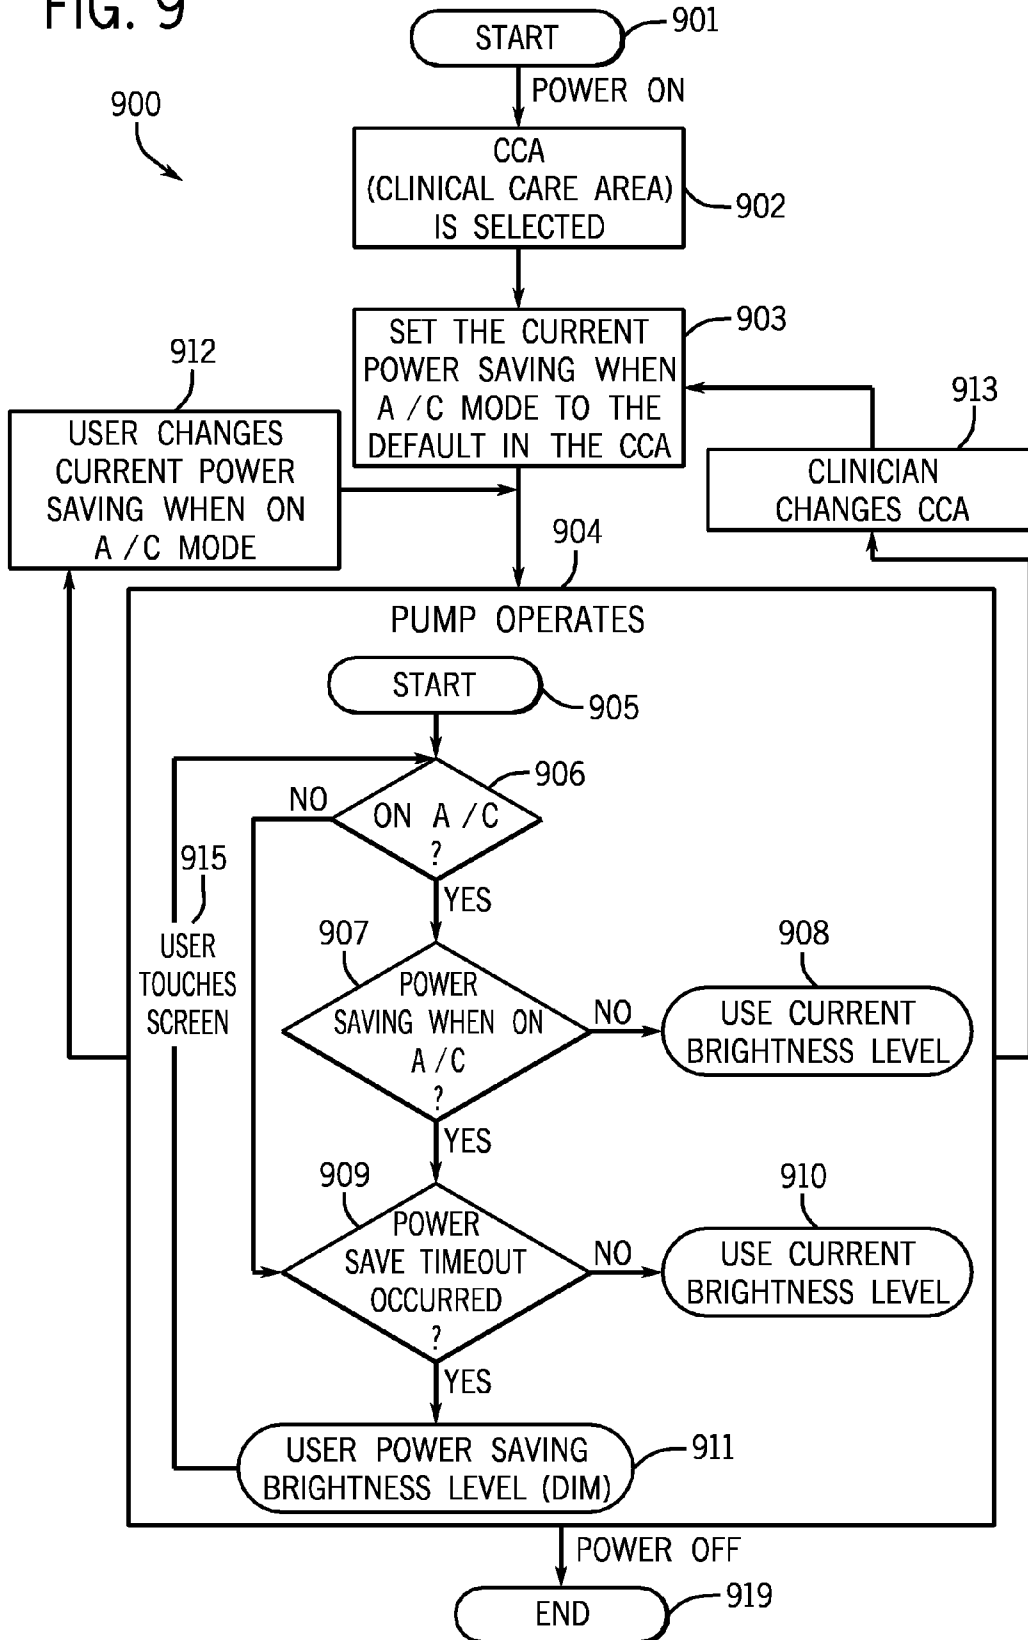 FIG. 9
START
901
POWER ON
900
CCA
(CLINICAL CARE AREA)
IS SELECTED
902
903
SET THE CURRENT
POWER SAVING WHEN
A/C MODE TO THE
DEFAULT IN THE CCA
912
USER CHANGES
CURRENT POWER
SAVING WHEN ON
A/C MODE
913
CLINICIAN
CHANGES CCA
904
PUMP OPERATES
START
905
906
ON A/C
?
NO
YES
915
USER
TOUCHES
SCREEN
907
POWER
SAVING WHEN ON
A/C
?
NO
908
USE CURRENT
BRIGHTNESS LEVEL
YES
909
POWER
SAVE TIMEOUT
OCCURRED
?
NO
910
USE CURRENT
BRIGHTNESS LEVEL
YES
USER POWER SAVING
BRIGHTNESS LEVEL (DIM)
911
POWER OFF
END
919